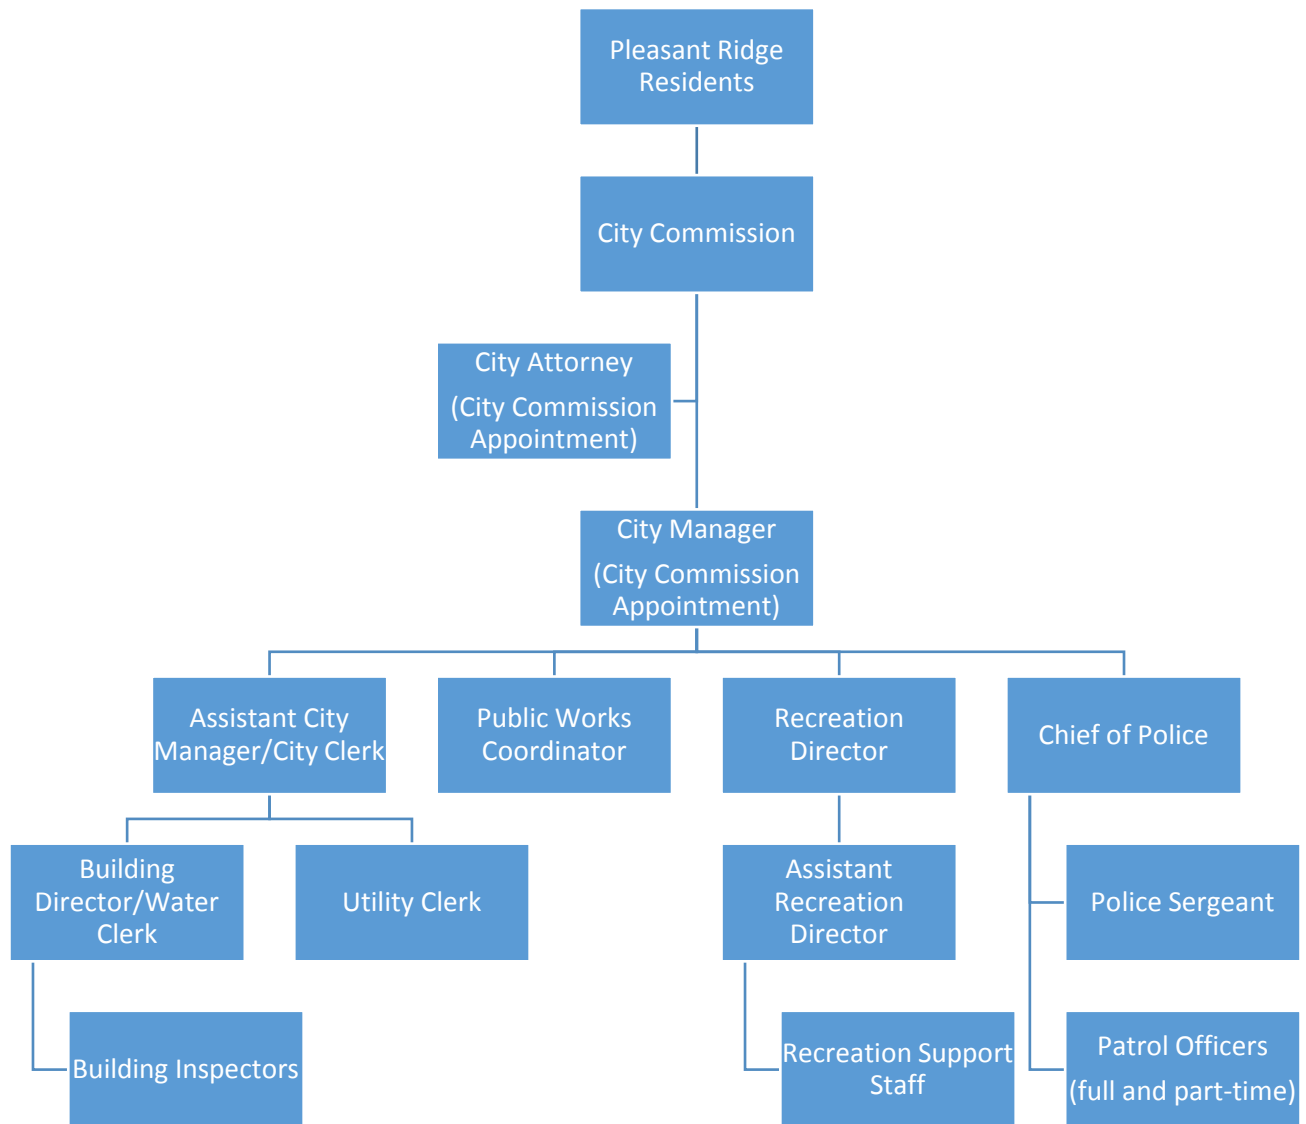 Pleasant Ridge
Residents
City Commission
City Attorney
(City Commission
Appointment)
City Manager
(City Commission
Appointment)
Assistant City
Manager/City Clerk
Public Works
Coordinator
Recreation
Director
Chief of Police
Building
Director/Water
Clerk
Utility Clerk
Assistant
Recreation
Director
Police Sergeant
Building Inspectors
Recreation Support
Staff
Patrol Officers
(full and part-time)